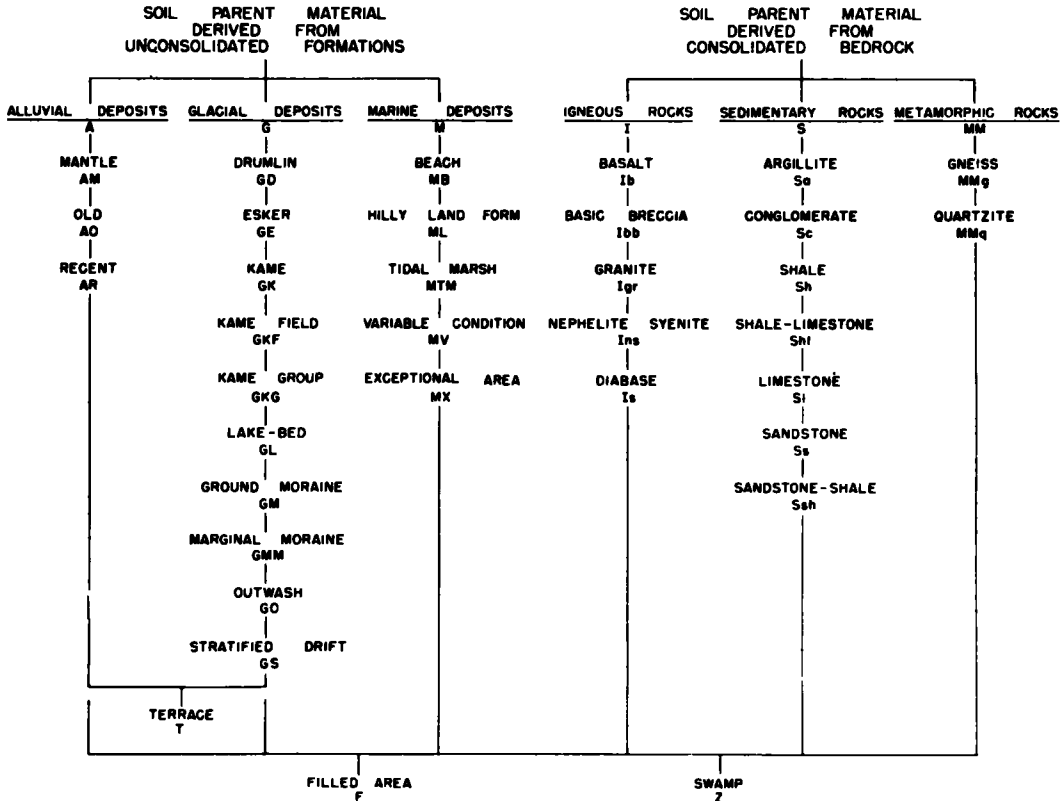 SOIL PARENT MATERIAL
DERIVED FROM
UNCONSOLIDATED FORMATIONS
SOIL PARENT MATERIAL
DERIVED FROM
CONSOLIDATED BEDROCK
ALLUVIAL DEPOSITS
A
MANTLE
AM
OLD
AO
RECENT
AR
GLACIAL DEPOSITS
G
DRUMLIN
GD
ESKER
GE
KAME
GK
KAME FIELD
GKF
KAME GROUP
GKG
LAKE-BED
GL
GROUND MORAINE
GM
MARGINAL MORAINE
GMM
OUTWASH
GO
STRATIFIED DRIFT
GS
TERRACE
T
MARINE DEPOSITS
M
BEACH
MB
HILLY LAND FORM
ML
TIDAL MARSH
MTM
VARIABLE CONDITION
MV
EXCEPTIONAL AREA
MX
IGNEOUS ROCKS
I
BASALT
Ib
BASIC BRECCIA
Ibb
GRANITE
Igr
NEPHELITE SYENITE
Ins
DIABASE
Is
SEDIMENTARY ROCKS
S
ARGILLITE
Sa
CONGLOMERATE
Sc
SHALE
Sh
SHALE-LIMESTONE
Shl
LIMESTONE
Sl
SANDSTONE
Ss
SANDSTONE-SHALE
Ssh
METAMORPHIC ROCKS
MM
GNEISS
MMg
QUARTZITE
MMq
FILLED AREA
F
SWAMP
Z